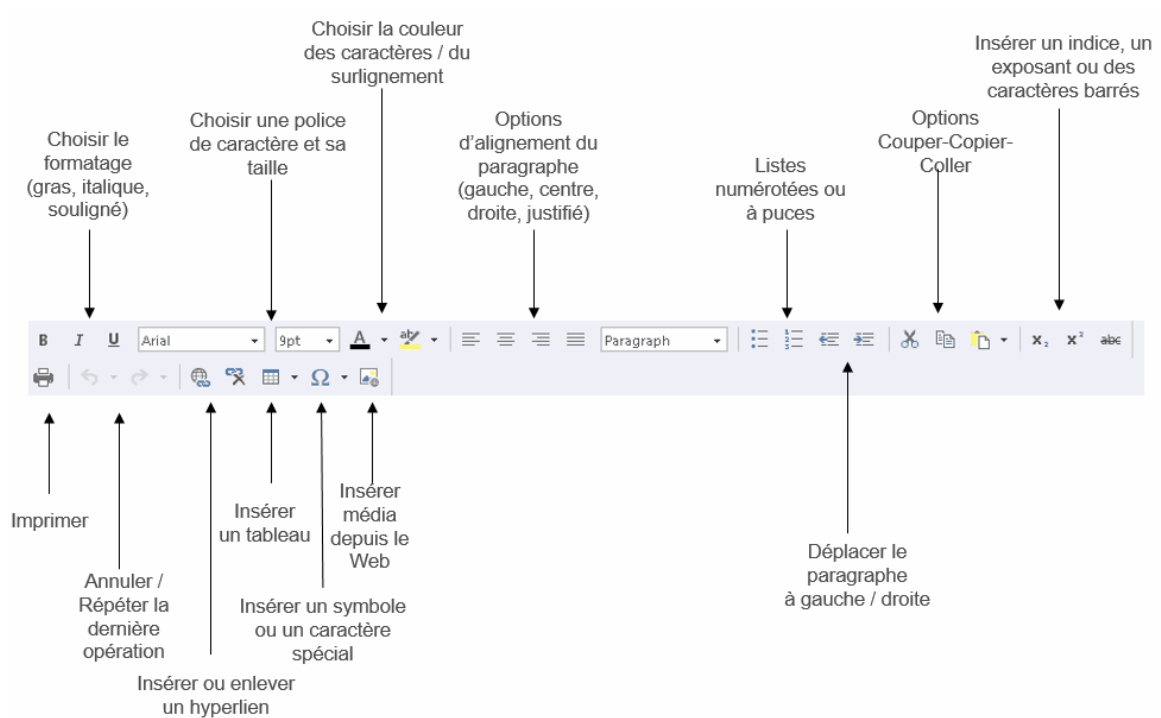 Choisir la couleur
des caractères / du
surlignement
Insérer un indice, un
exposant ou des
caractères barrés
Choisir une police
de caractère et sa
taille
Options
d'alignement du
paragraphe
(gauche, centre,
droite, justifié)
Options
Couper-Copier-
Coller
Choisir le
formatage
(gras, italique,
souligné)
Listes
numérotées ou
à puces
B I U Arial 9pt A ab Paragraph x₂ x² abc
Ω
Imprimer
Insérer
un tableau
Insérer
média
depuis le
Web
Annuler /
Répéter la
dernière
opération
Insérer un symbole
ou un caractère
spécial
Déplacer le
paragraphe
à gauche / droite
Insérer ou enlever
un hyperlien